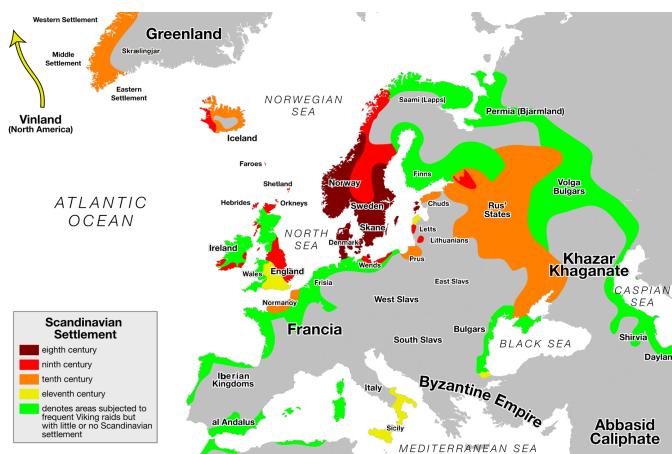 Western Settlement
Greenland
Skrælingjar
Middle
Settlement
Eastern
Settlement
Vinland
(North America)
Iceland
NORWEGIAN
SEA
Saami (Lapps)
Permia (Bjarmland)
Faroes
Shetland
Hebrides
Orkneys
Norway
Sweden
Skane
Denmark
Finns
Chuds
Rus'
States
Volga
Bulgars
ATLANTIC
OCEAN
NORTH
SEA
Letts
Lithuanians
Prus
Wends
Ireland
Wales
England
Frisia
Normandy
Khazar
Khaganate
CASPIAN
SEA
East Slavs
West Slavs
Francia
South Slavs
Bulgars
BLACK SEA
Shirvia
Daylam
Iberian
Kingdoms
Italy
Byzantine Empire
al Andalus
Sicily
Abbasid
Caliphate
MEDITERRANEAN SEA
Scandinavian
Settlement
eighth century
ninth century
tenth century
eleventh century
denotes areas subjected to
frequent Viking raids but
with little or no Scandinavian
settlement